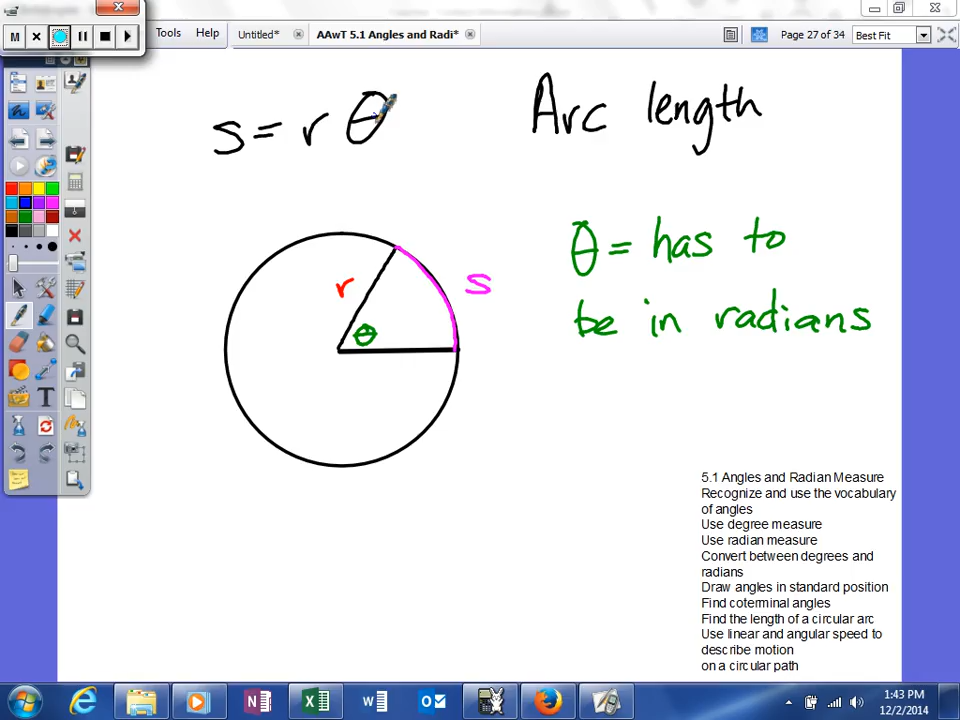 M
Tools Help Untitled* AAwT 5.1 Angles and Radi* Page 27 of 34 Best Fit
s = r θ
Arc length
θ = has to
be in radians
r
s
θ
5.1 Angles and Radian Measure
Recognize and use the vocabulary
of angles
Use degree measure
Use radian measure
Convert between degrees and
radians
Draw angles in standard position
Find coterminal angles
Find the length of a circular arc
Use linear and angular speed to
describe motion
on a circular path
1:43 PM
12/2/2014